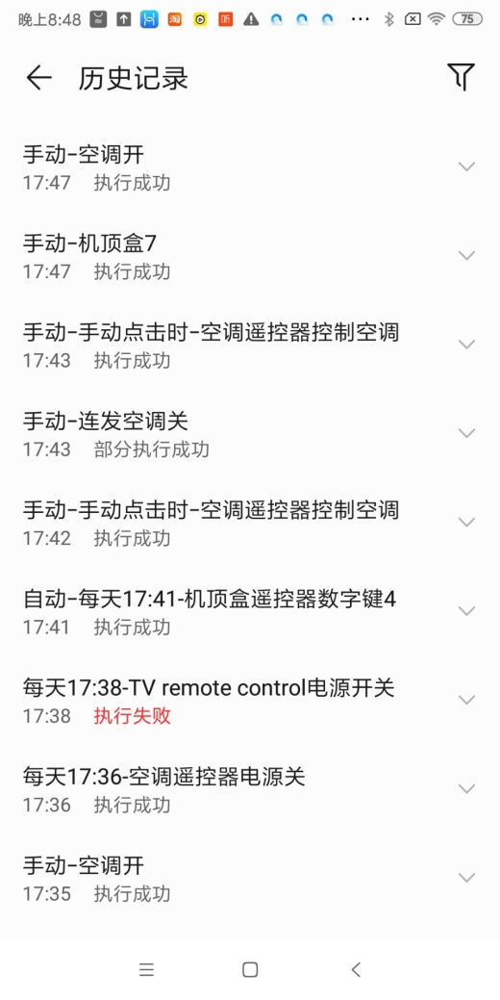 晚上8:48
75
历史记录
手动-空调开
17:47 执行成功
手动-机顶盒7
17:47 执行成功
手动-手动点击时-空调遥控器控制空调
17:43 执行成功
手动-连发空调关
17:43 部分执行成功
手动-手动点击时-空调遥控器控制空调
17:42 执行成功
自动-每天17:41-机顶盒遥控器数字键4
17:41 执行成功
每天17:38-TV remote control电源开关
17:38 执行失败
每天17:36-空调遥控器电源关
17:36 执行成功
手动-空调开
17:35 执行成功